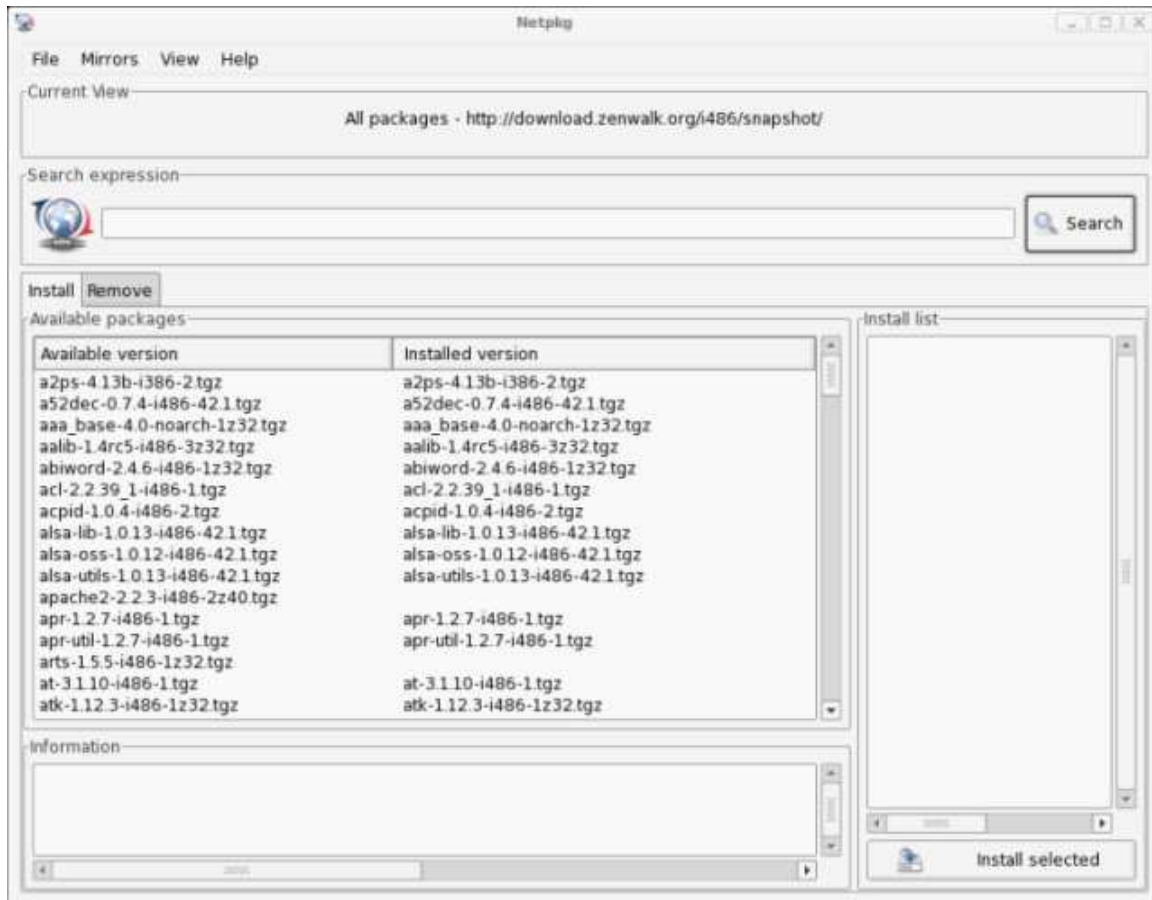 Netpkg
File Mirrors View Help
Current View
All packages - http://download.zenwalk.org/i486/snapshot/
Search expression
Search
Install Remove
Available packages
Install list
Available version Installed version
a2ps-4.13b-i386-2.tgz a2ps-4.13b-i386-2.tgz
a52dec-0.7.4-i486-42.1.tgz a52dec-0.7.4-i486-42.1.tgz
aaa_base-4.0-noarch-1z32.tgz aaa_base-4.0-noarch-1z32.tgz
aalib-1.4rc5-i486-3z32.tgz aalib-1.4rc5-i486-3z32.tgz
abiword-2.4.6-i486-1z32.tgz abiword-2.4.6-i486-1z32.tgz
acl-2.2.39_1-i486-1.tgz acl-2.2.39_1-i486-1.tgz
acpid-1.0.4-i486-2.tgz acpid-1.0.4-i486-2.tgz
alsa-lib-1.0.13-i486-42.1.tgz alsa-lib-1.0.13-i486-42.1.tgz
alsa-oss-1.0.12-i486-42.1.tgz alsa-oss-1.0.12-i486-42.1.tgz
alsa-utils-1.0.13-i486-42.1.tgz alsa-utils-1.0.13-i486-42.1.tgz
apache2-2.2.3-i486-2z40.tgz
apr-1.2.7-i486-1.tgz apr-1.2.7-i486-1.tgz
apr-util-1.2.7-i486-1.tgz apr-util-1.2.7-i486-1.tgz
arts-1.5.5-i486-1z32.tgz
at-3.1.10-i486-1.tgz at-3.1.10-i486-1.tgz
atk-1.12.3-i486-1z32.tgz atk-1.12.3-i486-1z32.tgz
Information
Install selected